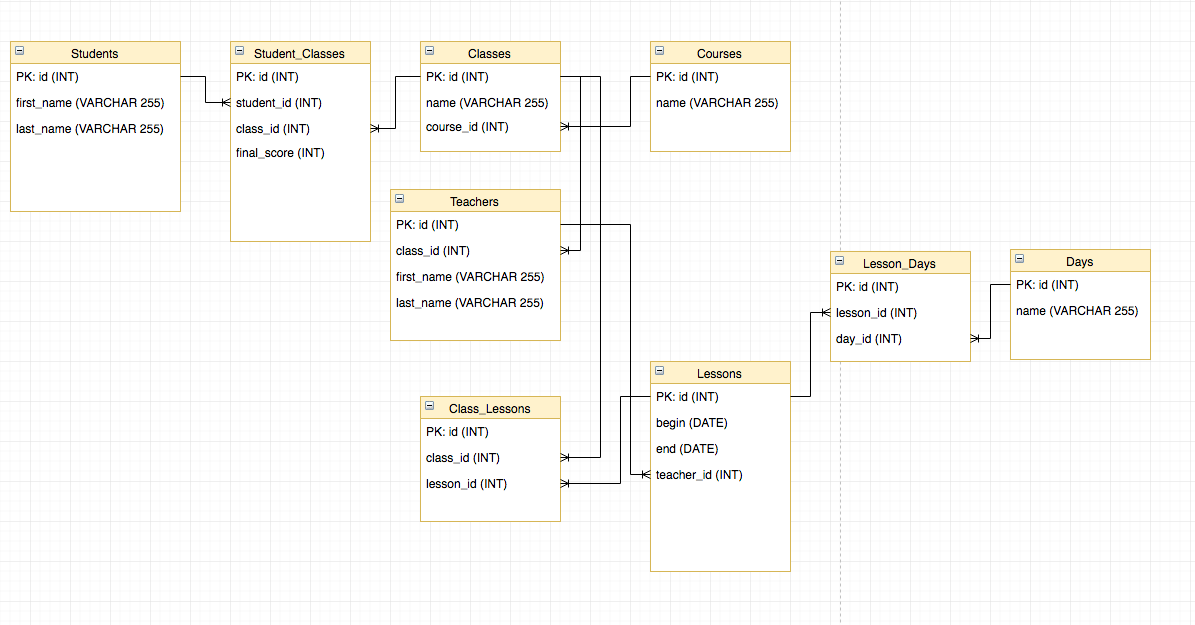 Students
PK: id (INT)
first_name (VARCHAR 255)
last_name (VARCHAR 255)
Student_Classes
PK: id (INT)
student_id (INT)
class_id (INT)
final_score (INT)
Classes
PK: id (INT)
name (VARCHAR 255)
course_id (INT)
Courses
PK: id (INT)
name (VARCHAR 255)
Teachers
PK: id (INT)
class_id (INT)
first_name (VARCHAR 255)
last_name (VARCHAR 255)
Lesson_Days
PK: id (INT)
lesson_id (INT)
day_id (INT)
Days
PK: id (INT)
name (VARCHAR 255)
Class_Lessons
PK: id (INT)
class_id (INT)
lesson_id (INT)
Lessons
PK: id (INT)
begin (DATE)
end (DATE)
teacher_id (INT)